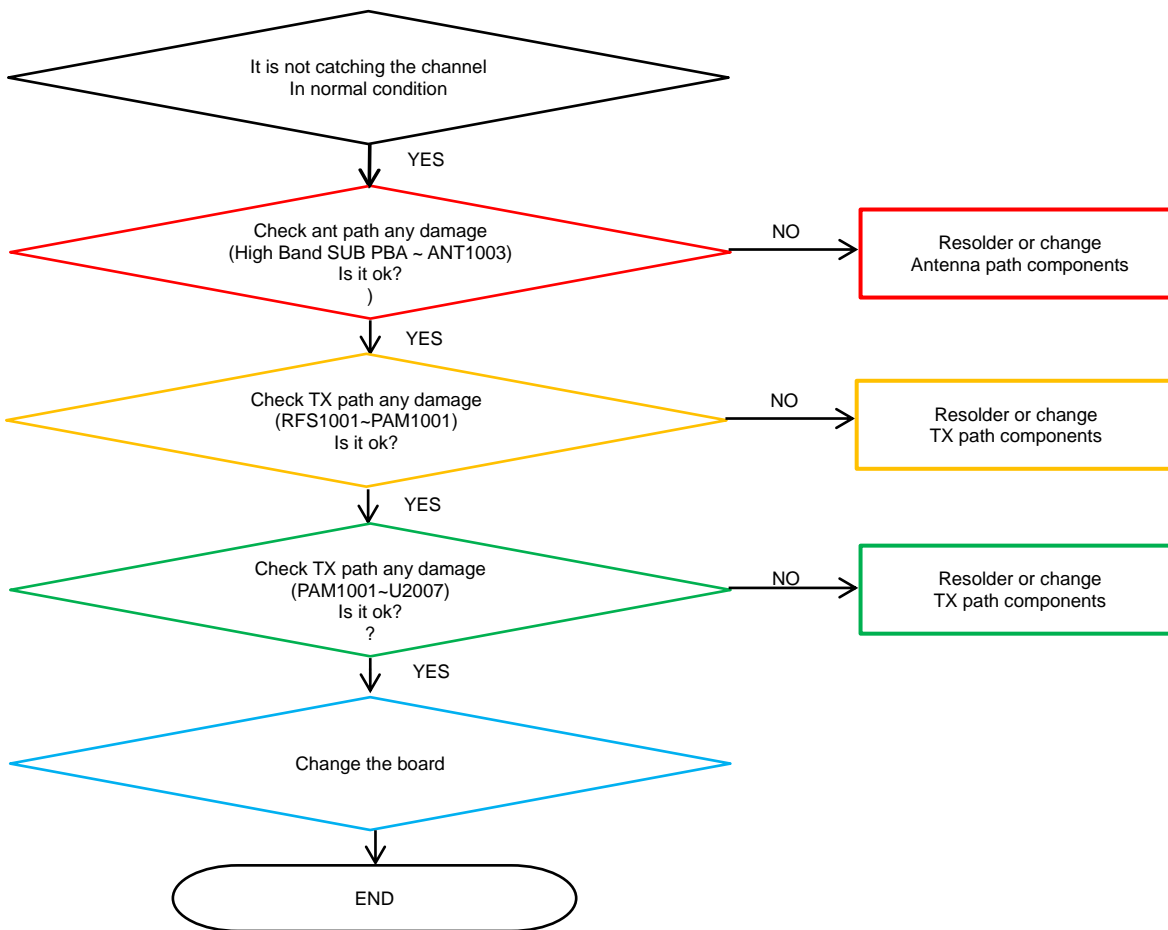 It is not catching the channel
In normal condition
YES
Check ant path any damage
(High Band SUB PBA ~ ANT1003)
Is it ok?
)
NO
Resolder or change
Antenna path components
YES
Check TX path any damage
(RFS1001~PAM1001)
Is it ok?
NO
Resolder or change
TX path components
YES
Check TX path any damage
(PAM1001~U2007)
Is it ok?
?
NO
Resolder or change
TX path components
YES
Change the board
END